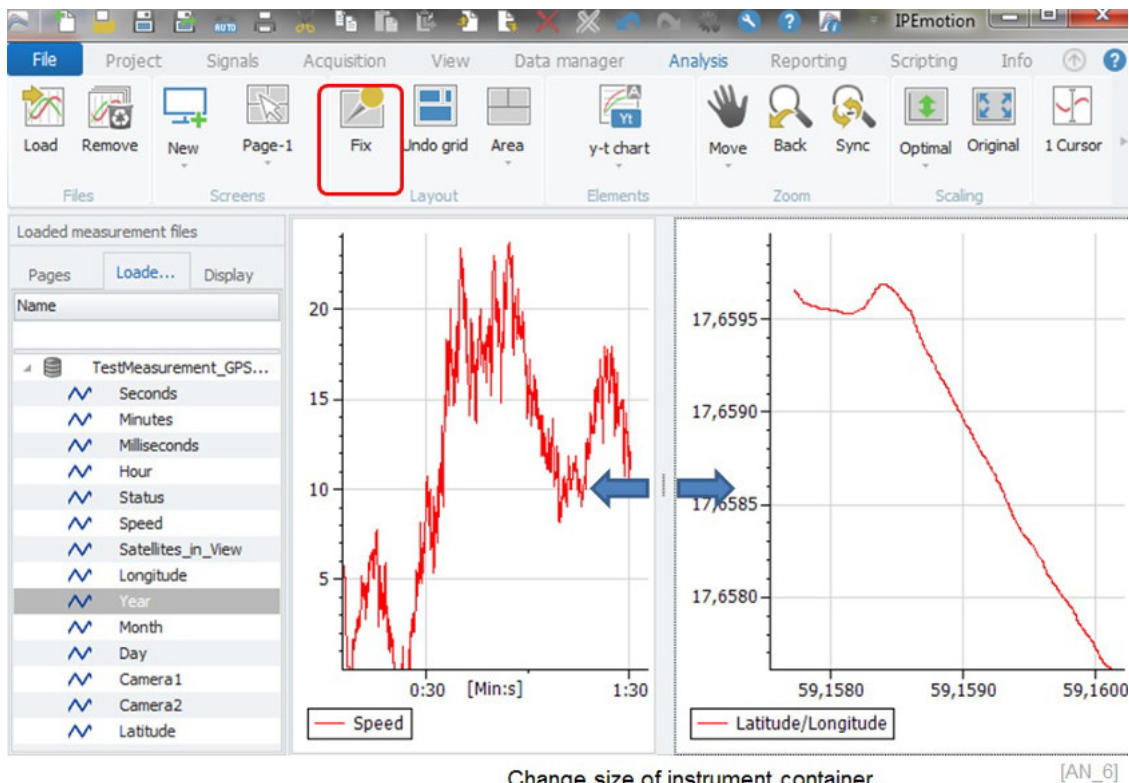 AUTO IPEmotion
File Project Signals Acquisition View Data manager Analysis Reporting Scripting Info
Load Remove New Page-1 Fix Undo grid Area y-t chart Move Back Sync Optimal Original 1 Cursor
Files Screens Layout Elements Zoom Scaling
Loaded measurement files
Pages Loade... Display
Name
TestMeasurement_GPS...
Seconds
Minutes
Milliseconds
Hour
Status
Speed
Satellites_in_View
Longitude
Year
Month
Day
Camera1
Camera2
Latitude
20
15
10
5
0:30 [Min:s] 1:30
Speed
17,6595
17,6590
17,6585
17,6580
59,1580 59,1590 59,1600
Latitude/Longitude
Change size of instrument container
[AN_6]